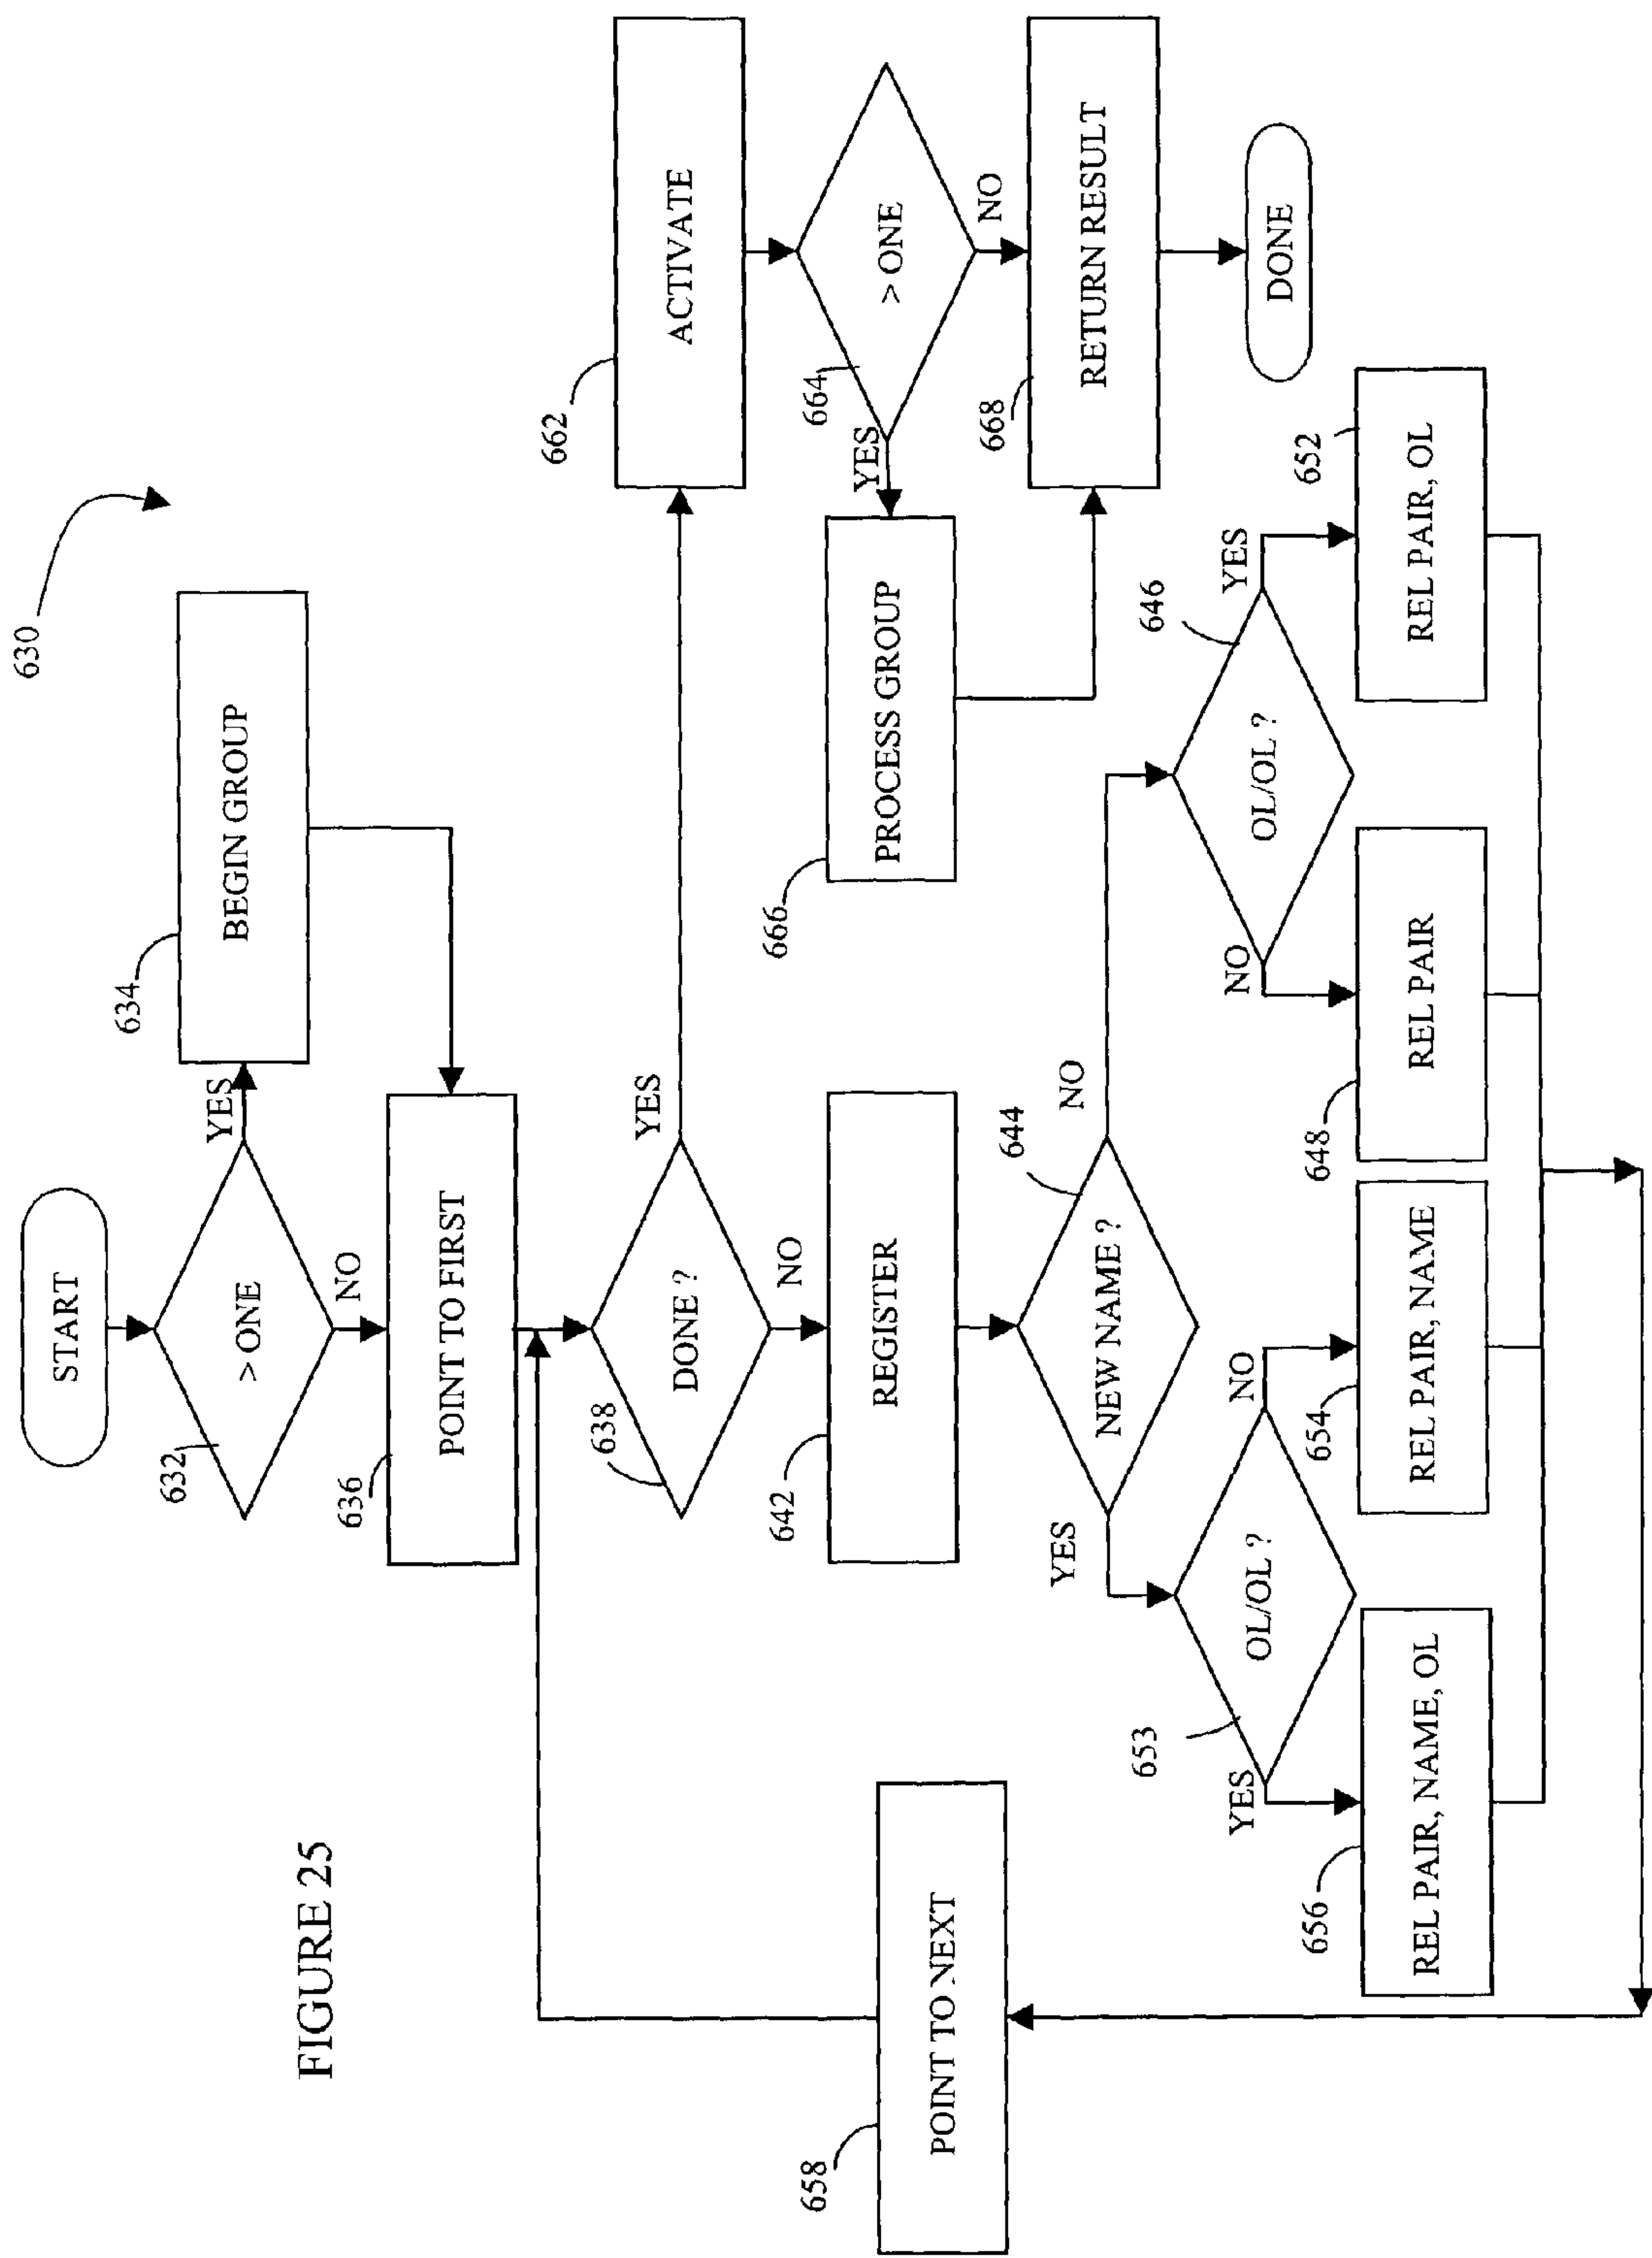 FIGURE 25
630
START
632
> ONE
YES
NO
634
BEGIN GROUP
636
POINT TO FIRST
638
DONE ?
YES
NO
642
REGISTER
644
NEW NAME ?
YES
NO
653
OL/OL ?
YES
NO
646
OL/OL ?
NO
YES
656
REL PAIR, NAME, OL
654
REL PAIR, NAME
648
REL PAIR
652
REL PAIR, OL
658
POINT TO NEXT
662
ACTIVATE
664
> ONE
YES
NO
666
PROCESS GROUP
668
RETURN RESULT
DONE